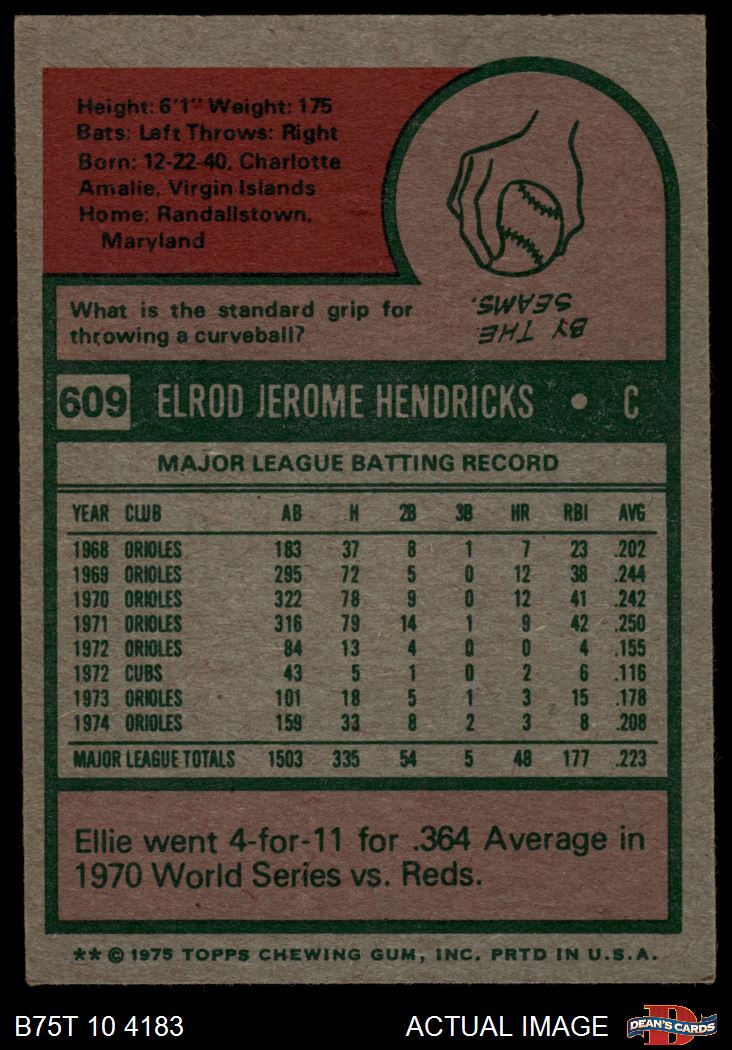 Height: 6'1" Weight: 175
Bats: Left Throws: Right
Born: 12-22-40, Charlotte
Amalie, Virgin Islands
Home: Randallstown,
Maryland
What is the standard grip for
throwing a curveball?
BY THE
SEAMS.
609 ELROD JEROME HENDRICKS • C
MAJOR LEAGUE BATTING RECORD
YEAR CLUB AB H 2B 3B HR RBI AVG
1968 ORIOLES 183 37 8 1 7 23 .202
1969 ORIOLES 295 72 5 0 12 38 .244
1970 ORIOLES 322 78 9 0 12 41 .242
1971 ORIOLES 316 79 14 1 9 42 .250
1972 ORIOLES 84 13 4 0 0 4 .155
1972 CUBS 43 5 1 0 2 6 .116
1973 ORIOLES 101 18 5 1 3 15 .178
1974 ORIOLES 159 33 8 2 3 8 .208
MAJOR LEAGUE TOTALS 1503 335 54 5 48 177 .223
Ellie went 4-for-11 for .364 Average in
1970 World Series vs. Reds.
** © 1975 TOPPS CHEWING GUM, INC. PRTD IN U.S.A.
B75T 10 4183 ACTUAL IMAGE DEAN'S CARDS